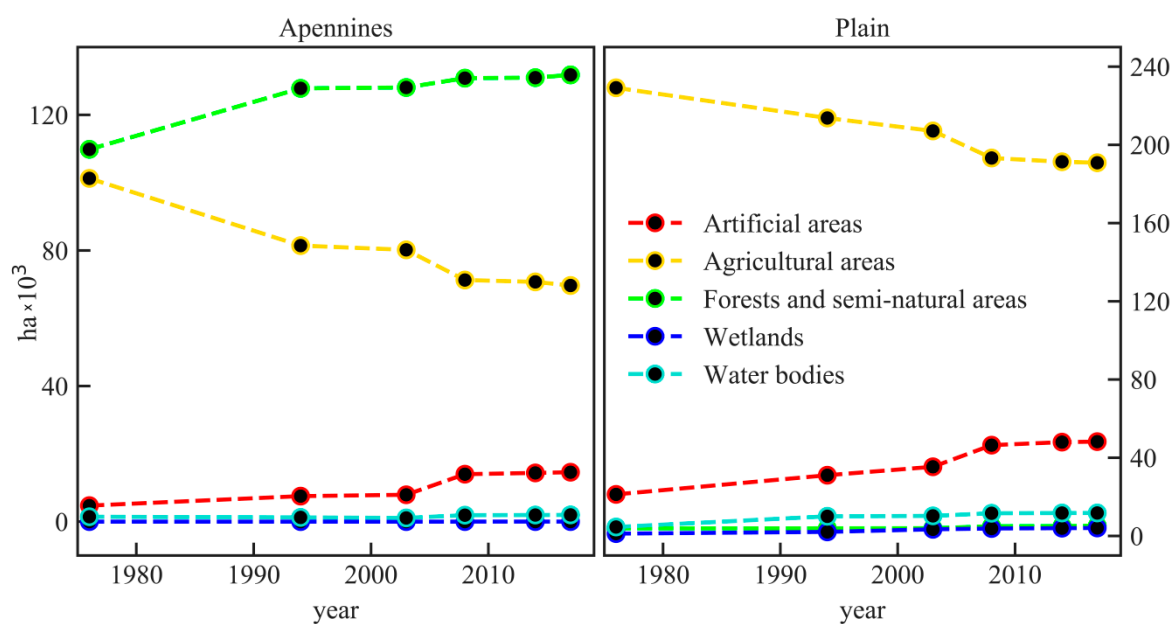 Apennines
Plain
120
80
40
0
ha×10³
1980
1990
2000
2010
year
240
200
160
120
80
40
0
Artificial areas
Agricultural areas
Forests and semi-natural areas
Wetlands
Water bodies
1980
1990
2000
2010
year